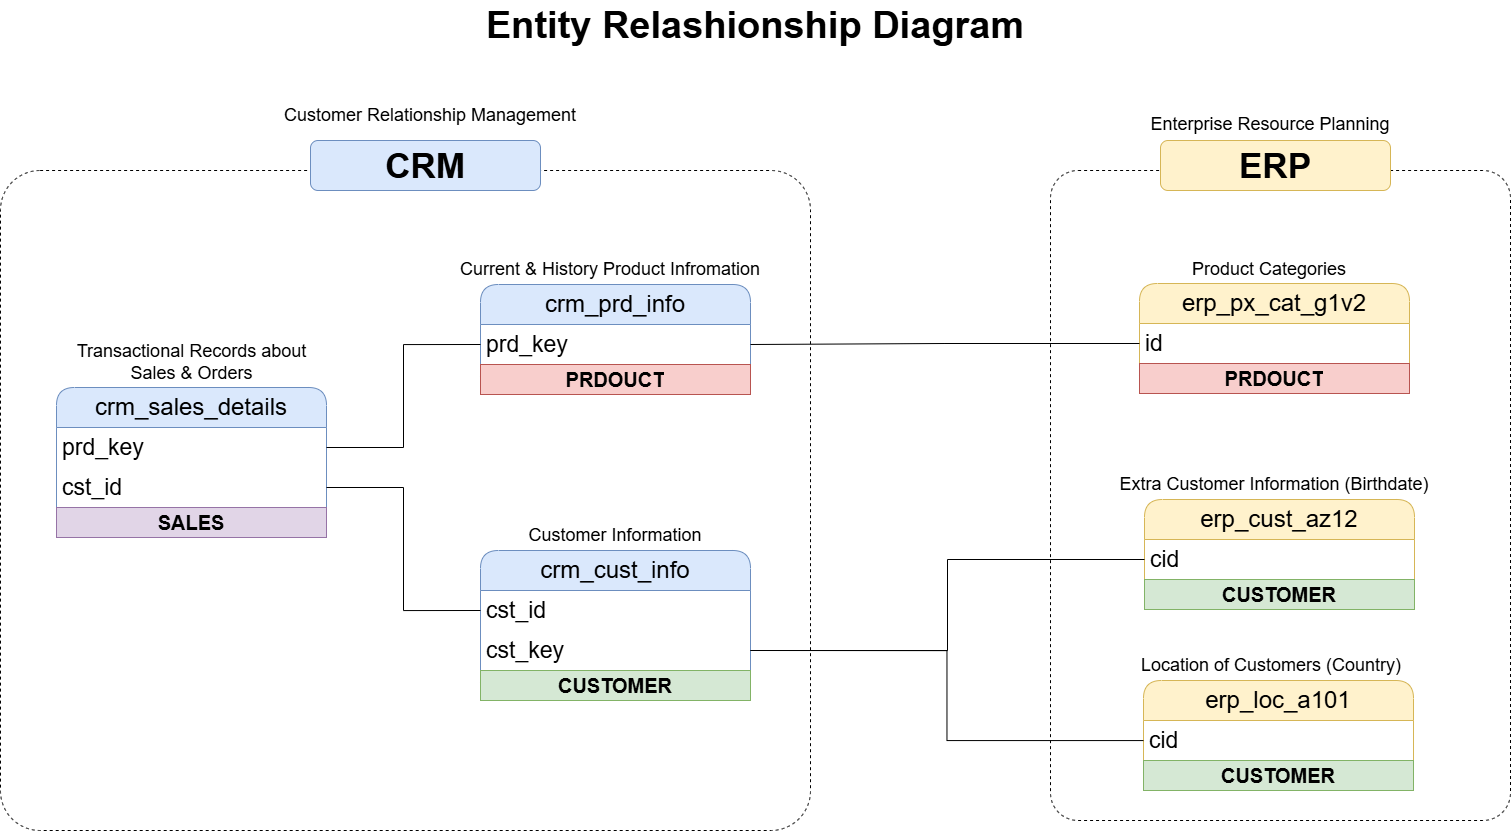 Entity Relashionship Diagram
Customer Relationship Management
CRM
Enterprise Resource Planning
ERP
Transactional Records about
Sales & Orders
crm_sales_details
prd_key
cst_id
SALES
Current & History Product Infromation
crm_prd_info
prd_key
PRDOUCT
Customer Information
crm_cust_info
cst_id
cst_key
CUSTOMER
Product Categories
erp_px_cat_g1v2
id
PRDOUCT
Extra Customer Information (Birthdate)
erp_cust_az12
cid
CUSTOMER
Location of Customers (Country)
erp_loc_a101
cid
CUSTOMER